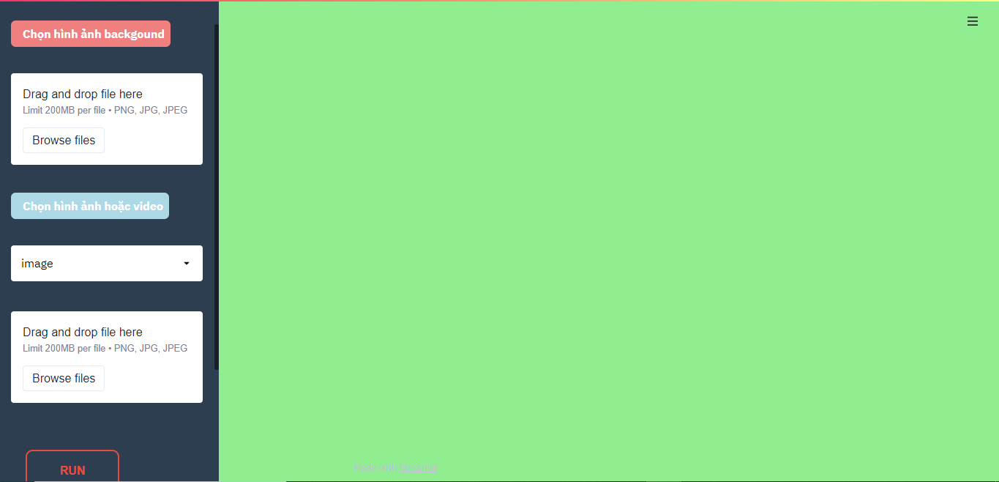 Chọn hình ảnh backgound
Drag and drop file here
Limit 200MB per file • PNG, JPG, JPEG
Browse files
Chọn hình ảnh hoặc video
image
Drag and drop file here
Limit 200MB per file • PNG, JPG, JPEG
Browse files
RUN
Made with Streamlit